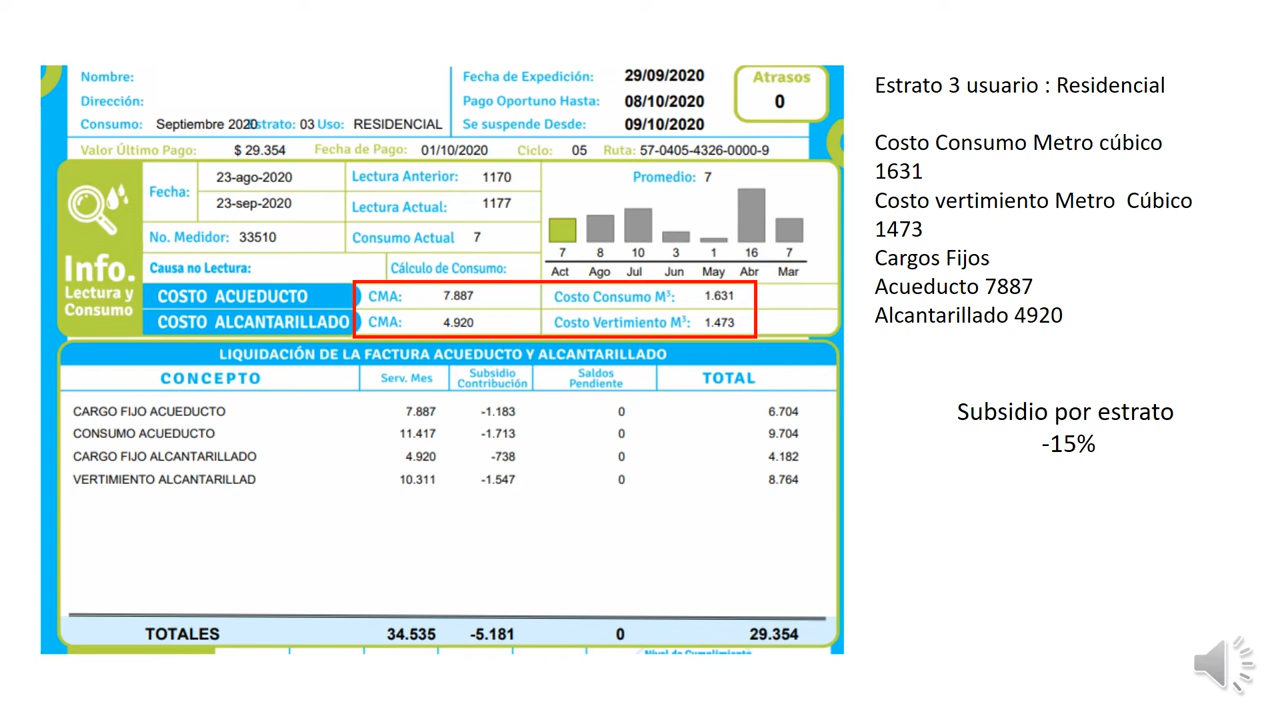 Nombre:
Dirección:
Consumo: Septiembre 2020 Estrato: 03 Uso: RESIDENCIAL
Fecha de Expedición: 29/09/2020
Pago Oportuno Hasta: 08/10/2020
Se suspende Desde: 09/10/2020
Atrasos
0
Valor Último Pago: $ 29.354 Fecha de Pago: 01/10/2020 Ciclo: 05 Ruta: 57-0405-4326-0000-9
Info.
Lectura y
Consumo
Fecha: 23-ago-2020
23-sep-2020
Lectura Anterior: 1170
Lectura Actual: 1177
No. Medidor: 33510
Consumo Actual 7
Causa no Lectura:
Cálculo de Consumo:
Promedio: 7
7 8 10 3 1 16 7
Act Ago Jul Jun May Abr Mar
COSTO ACUEDUCTO CMA: 7.887 Costo Consumo M³: 1.631
COSTO ALCANTARILLADO CMA: 4.920 Costo Vertimiento M³: 1.473
LIQUIDACIÓN DE LA FACTURA ACUEDUCTO Y ALCANTARILLADO
CONCEPTO Serv. Mes Subsidio Contribución Saldos Pendiente TOTAL
CARGO FIJO ACUEDUCTO 7.887 -1.183 0 6.704
CONSUMO ACUEDUCTO 11.417 -1.713 0 9.704
CARGO FIJO ALCANTARILLADO 4.920 -738 0 4.182
VERTIMIENTO ALCANTARILLAD 10.311 -1.547 0 8.764
TOTALES 34.535 -5.181 0 29.354
Nivel de Cumplimiento
Estrato 3 usuario : Residencial
Costo Consumo Metro cúbico
1631
Costo vertimiento Metro Cúbico
1473
Cargos Fijos
Acueducto 7887
Alcantarillado 4920
Subsidio por estrato
-15%